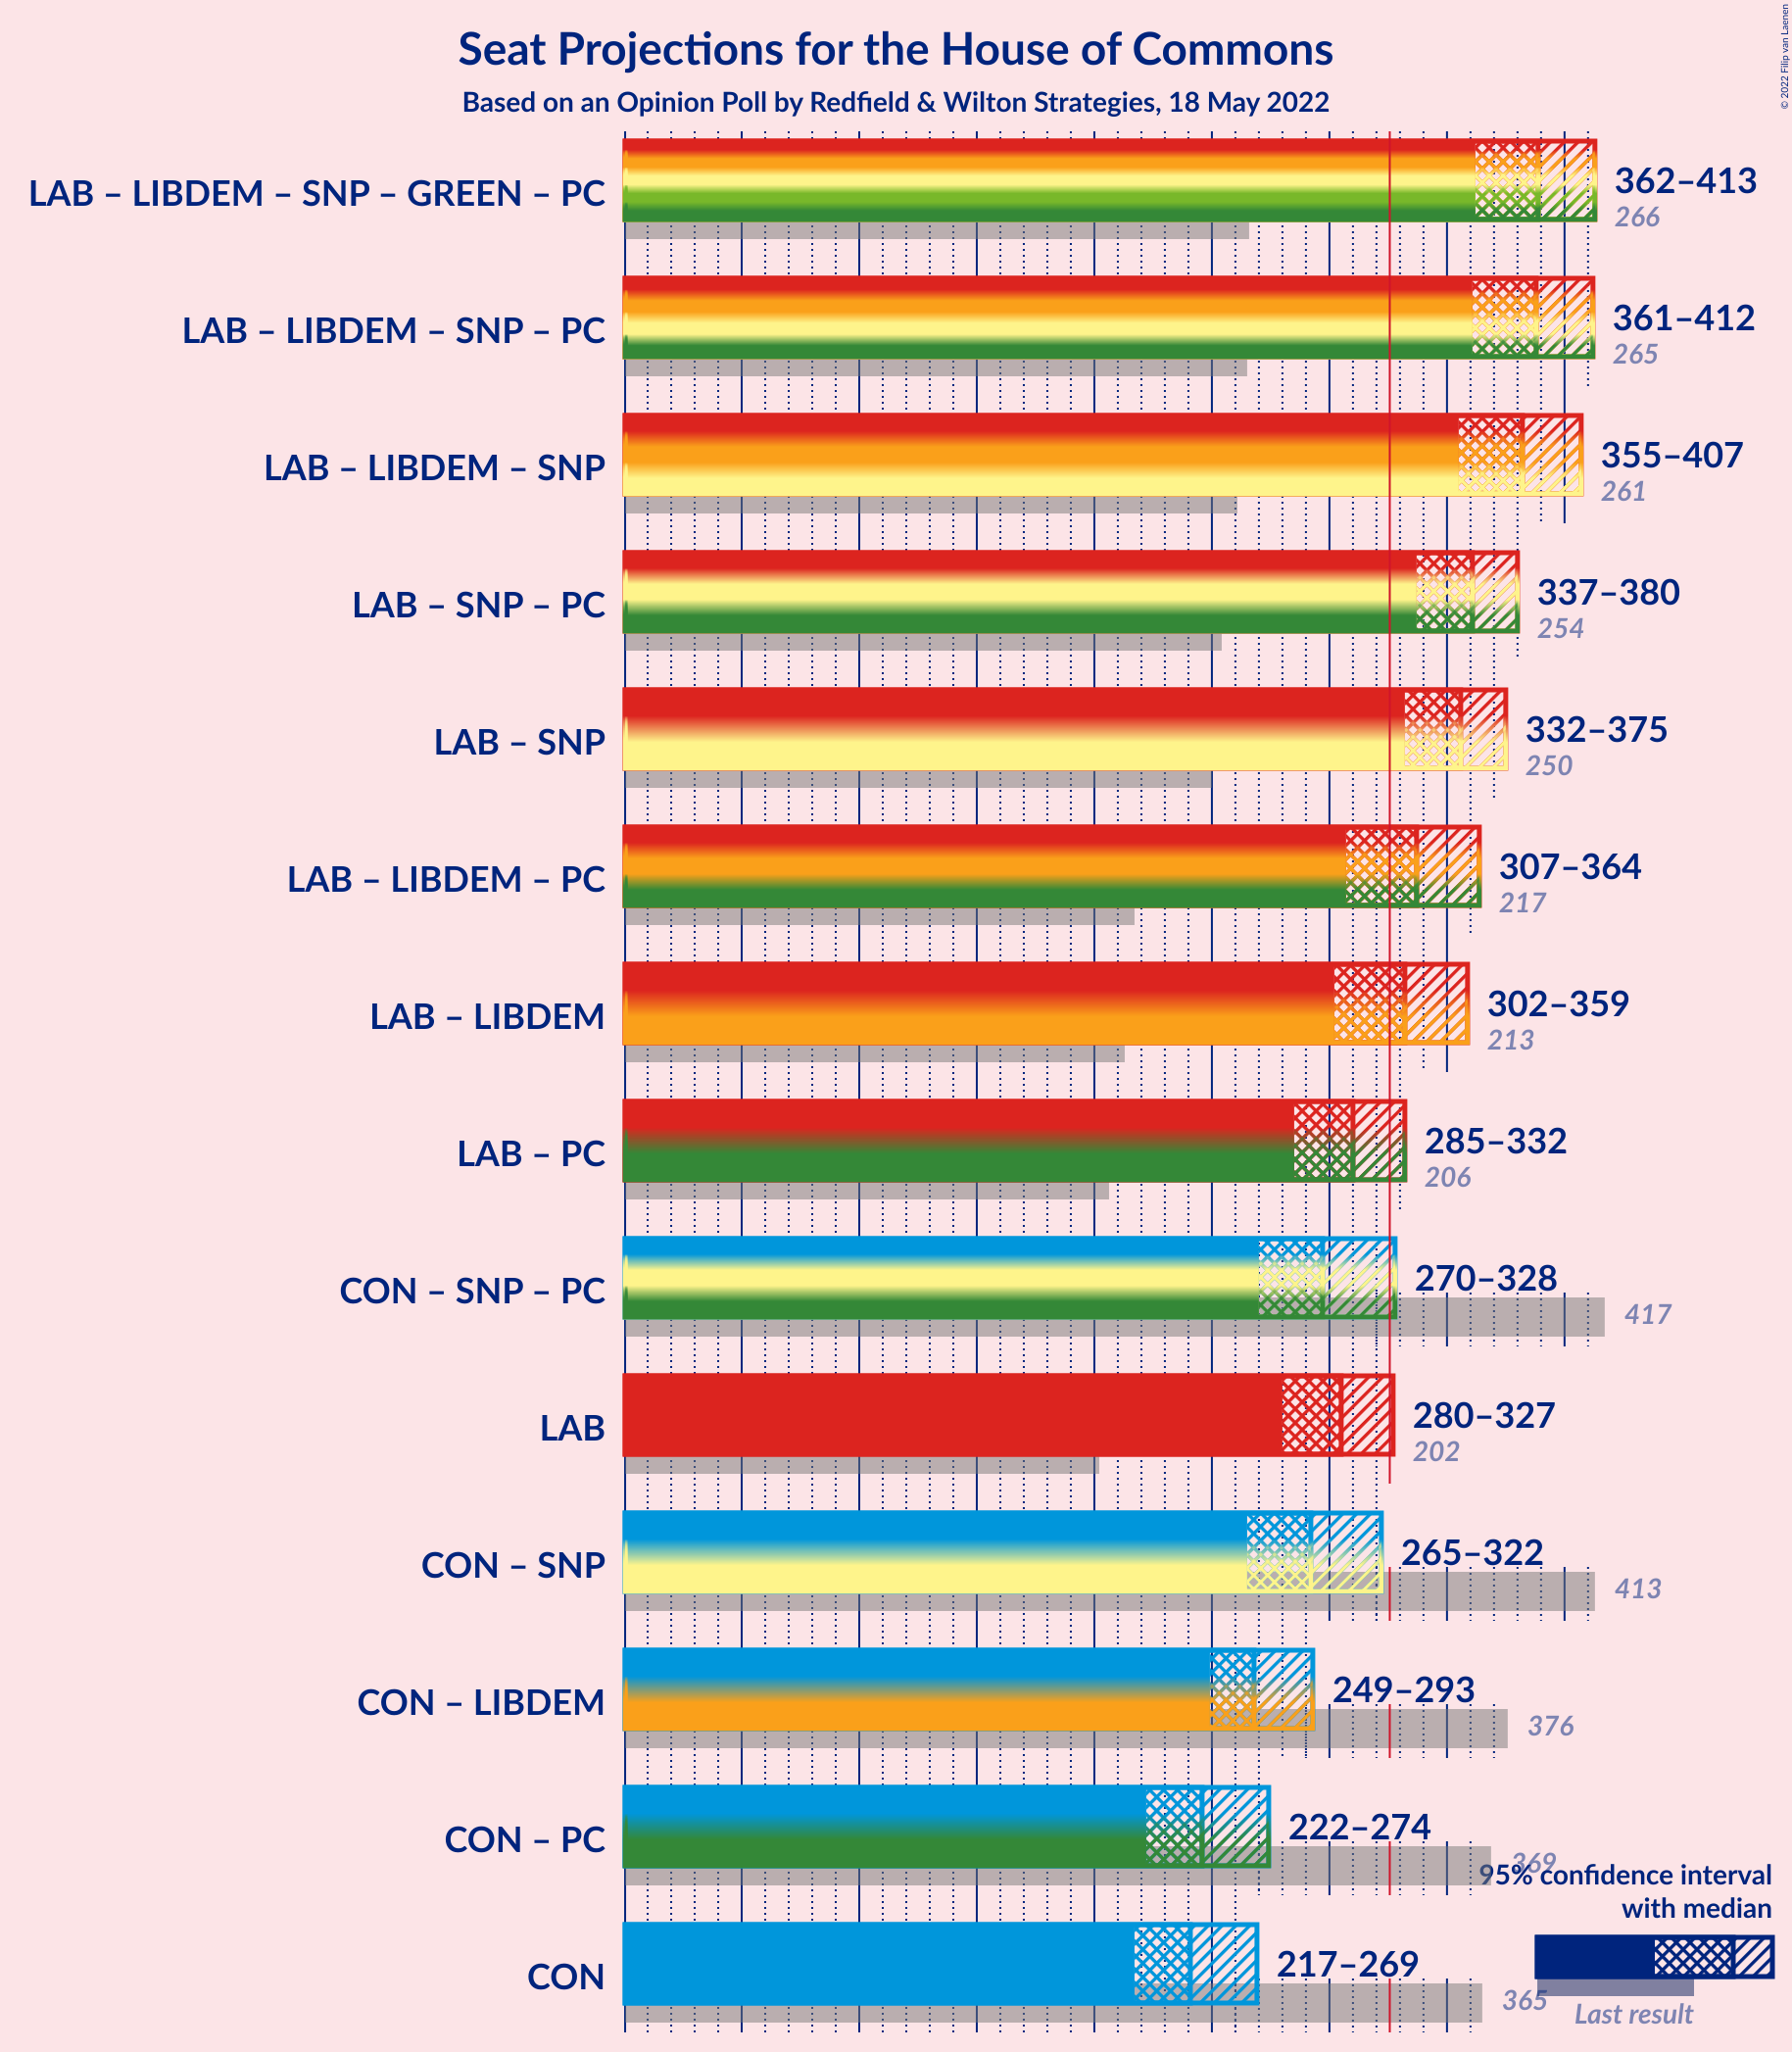 © 2022 Filip van Laenen
Seat Projections for the House of Commons
Based on an Opinion Poll by Redfield & Wilton Strategies, 18 May 2022
LAB – LIBDEM – SNP – GREEN – PC
362–413
266
LAB – LIBDEM – SNP – PC
361–412
265
LAB – LIBDEM – SNP
355–407
261
LAB – SNP – PC
337–380
254
LAB – SNP
332–375
250
LAB – LIBDEM – PC
307–364
217
LAB – LIBDEM
302–359
213
LAB – PC
285–332
206
CON – SNP – PC
270–328
417
LAB
280–327
202
CON – SNP
265–322
413
CON – LIBDEM
249–293
376
CON – PC
222–274
369
CON
217–269
365
95% confidence interval
with median
Last result